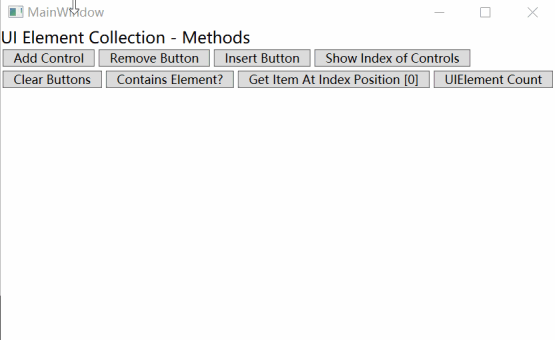 MainWindow
UI Element Collection - Methods
Add Control Remove Button Insert Button Show Index of Controls
Clear Buttons Contains Element? Get Item At Index Position [0] UIElement Count